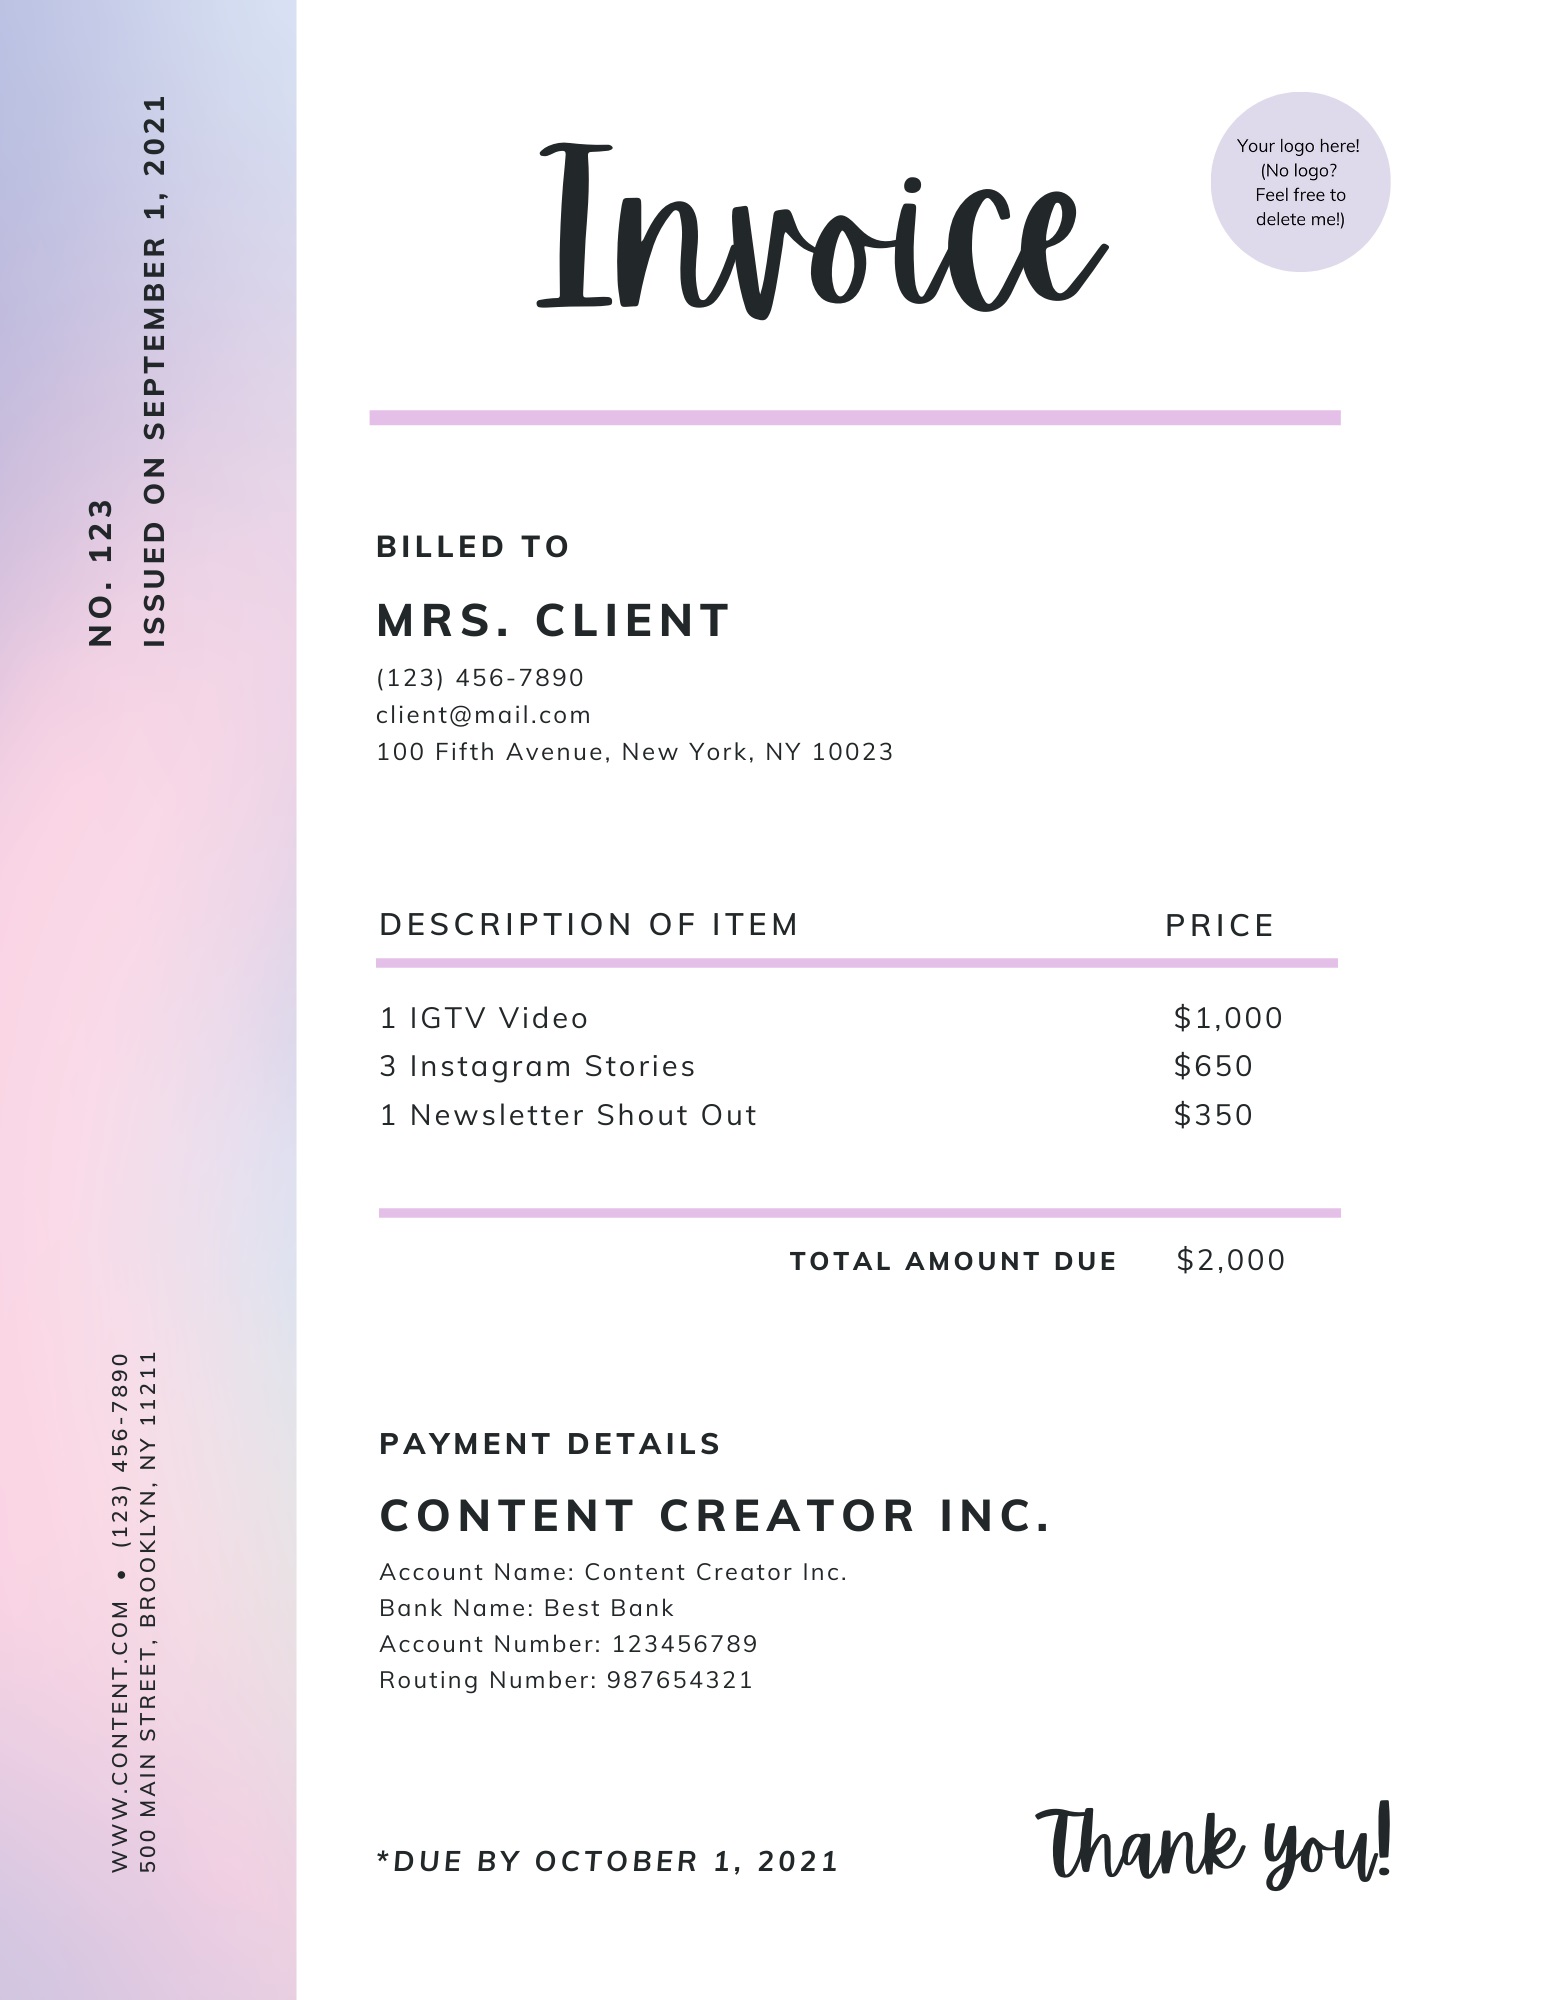 NO. 123
ISSUED ON SEPTEMBER 1, 2021
Invoice
Your logo here!
(No logo?
Feel free to
delete me!)
BILLED TO
MRS. CLIENT
(123) 456-7890
client@mail.com
100 Fifth Avenue, New York, NY 10023
DESCRIPTION OF ITEM PRICE
1 IGTV Video $1,000
3 Instagram Stories $650
1 Newsletter Shout Out $350
TOTAL AMOUNT DUE $2,000
PAYMENT DETAILS
CONTENT CREATOR INC.
Account Name: Content Creator Inc.
Bank Name: Best Bank
Account Number: 123456789
Routing Number: 987654321
WWW.CONTENT.COM • (123) 456-7890
500 MAIN STREET, BROOKLYN, NY 11211
*DUE BY OCTOBER 1, 2021
Thank you!